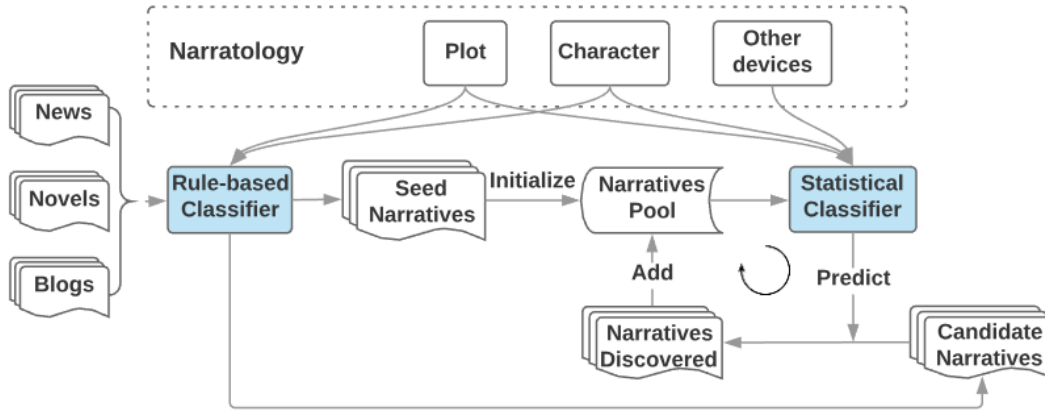 Narratology
Plot
Character
Other
devices
News
Novels
Blogs
Rule-based
Classifier
Seed
Narratives
Initialize
Narratives
Pool
Statistical
Classifier
Add
Predict
Narratives
Discovered
Candidate
Narratives